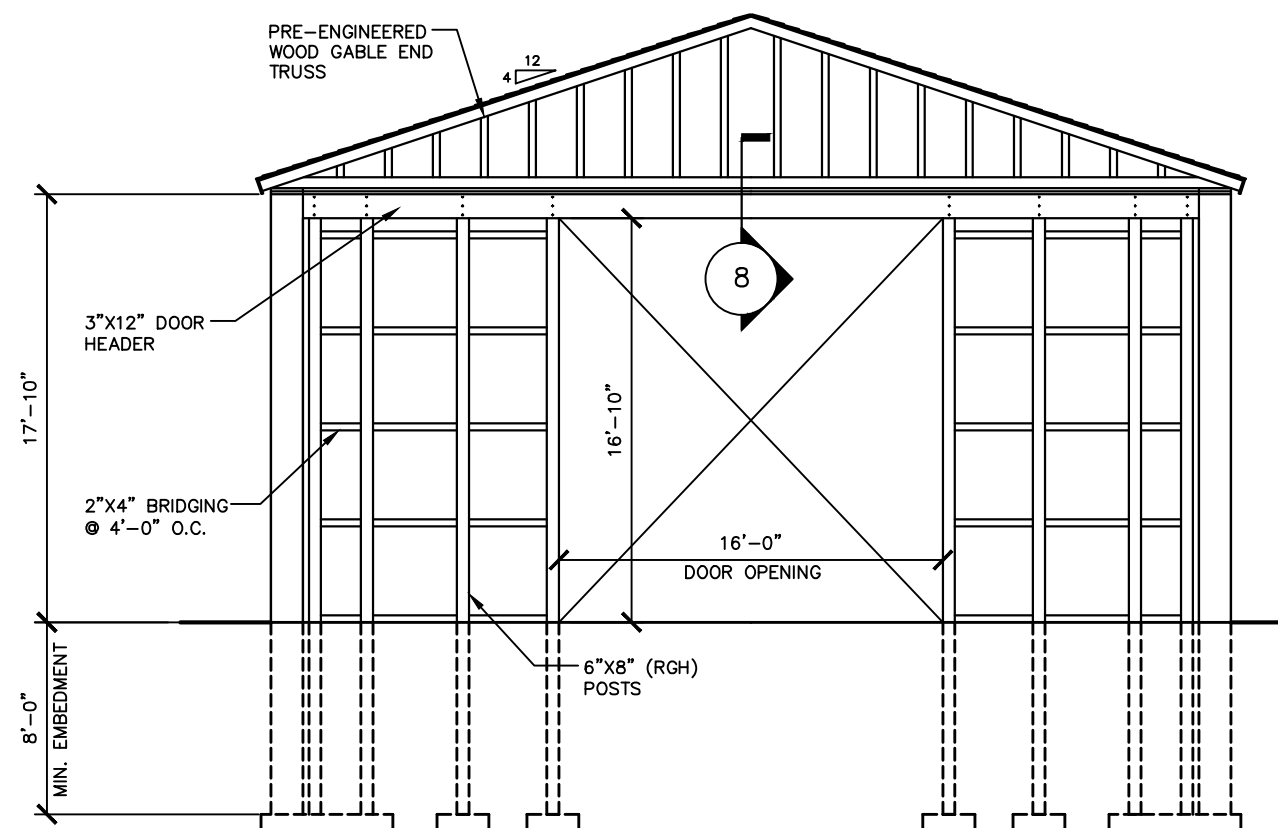 PRE-ENGINEERED
WOOD GABLE END
TRUSS
12
4
8
3"X12" DOOR
HEADER
17'-10"
16'-10"
2"X4" BRIDGING
@ 4'-0" O.C.
16'-0"
DOOR OPENING
6"X8" (RGH)
POSTS
8'-0"
MIN. EMBEDMENT